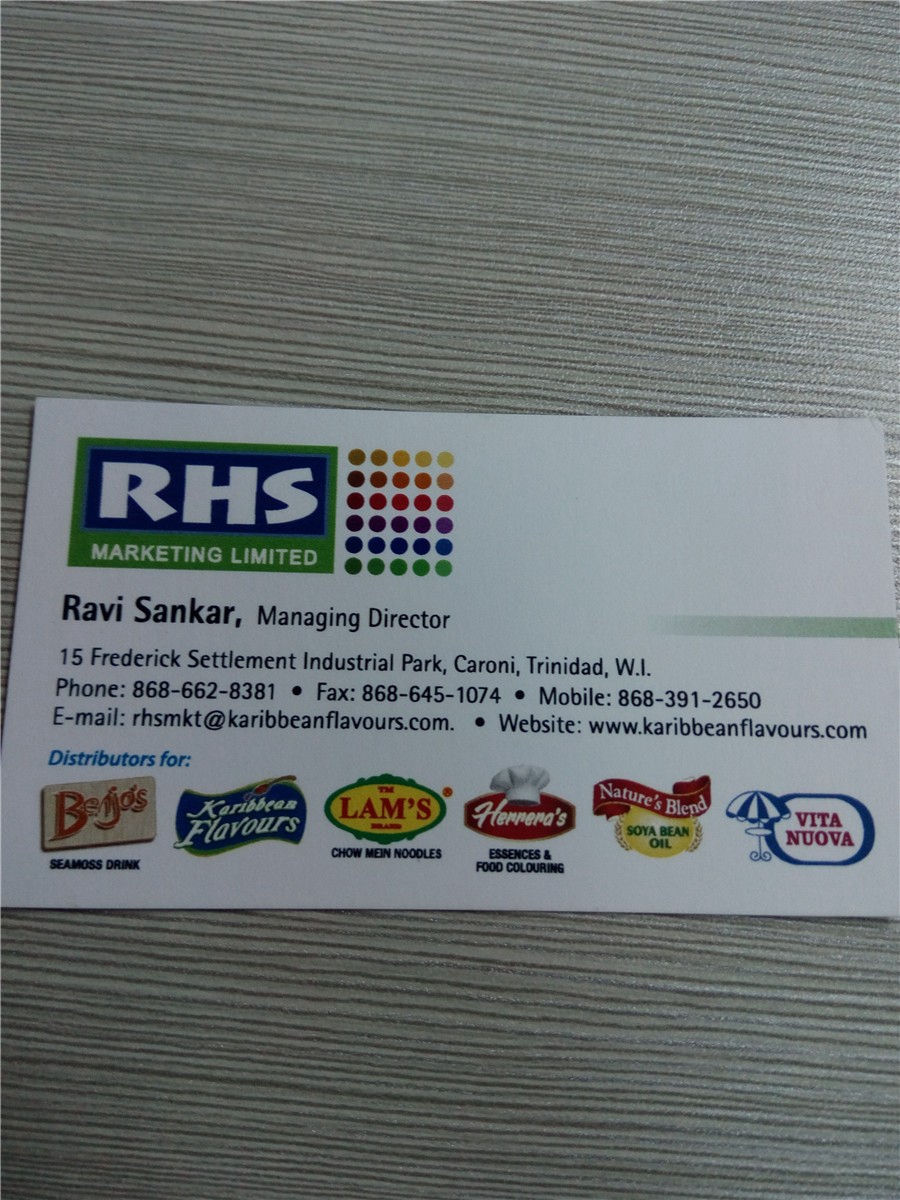 RHS
MARKETING LIMITED
Ravi Sankar, Managing Director
15 Frederick Settlement Industrial Park, Caroni, Trinidad, W.I.
Phone: 868-662-8381 • Fax: 868-645-1074 • Mobile: 868-391-2650
E-mail: rhsmkt@karibbeanflavours.com. • Website: www.karibbeanflavours.com
Distributors for:
Benjo's
SEAMOSS DRINK
Karibbean
Flavours
TM
LAM'S
BRAND
CHOW MEIN NOODLES
Herrera's
ESSENCES &
FOOD COLOURING
Nature's Blend
SOYA BEAN
OIL
VITA
NUOVA